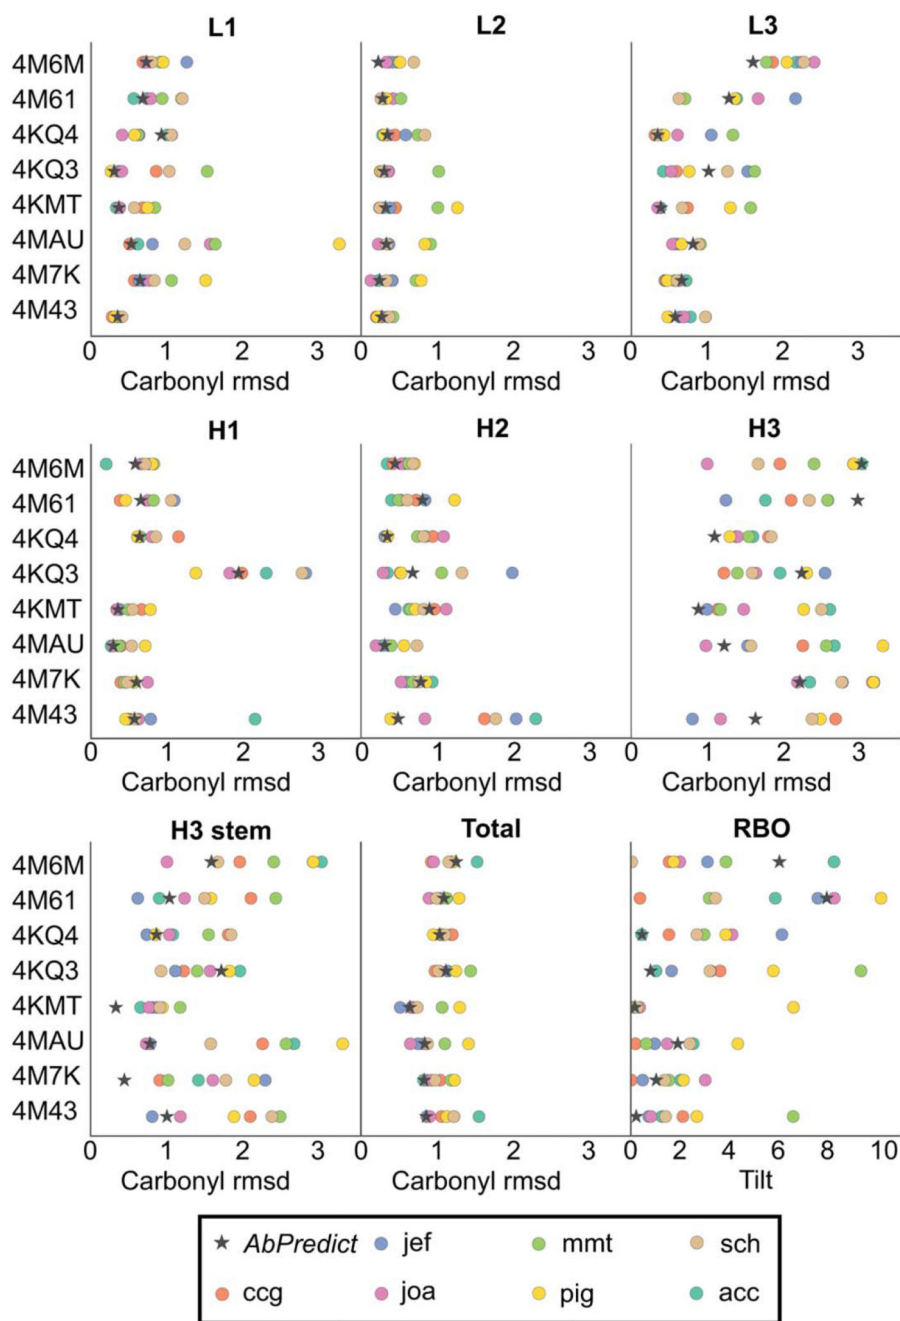 L1 L2 L3
4M6M
4M61
4KQ4
4KQ3
4KMT
4MAU
4M7K
4M43
0 1 2 3 0 1 2 3 0 1 2 3
Carbonyl rmsd Carbonyl rmsd Carbonyl rmsd
H1 H2 H3
4M6M
4M61
4KQ4
4KQ3
4KMT
4MAU
4M7K
4M43
0 1 2 3 0 1 2 3 0 1 2 3
Carbonyl rmsd Carbonyl rmsd Carbonyl rmsd
H3 stem Total RBO
4M6M
4M61
4KQ4
4KQ3
4KMT
4MAU
4M7K
4M43
0 1 2 3 0 1 2 3 0 2 4 6 8 10
Carbonyl rmsd Carbonyl rmsd Tilt
AbPredict jef mmt sch
ccg joa pig acc